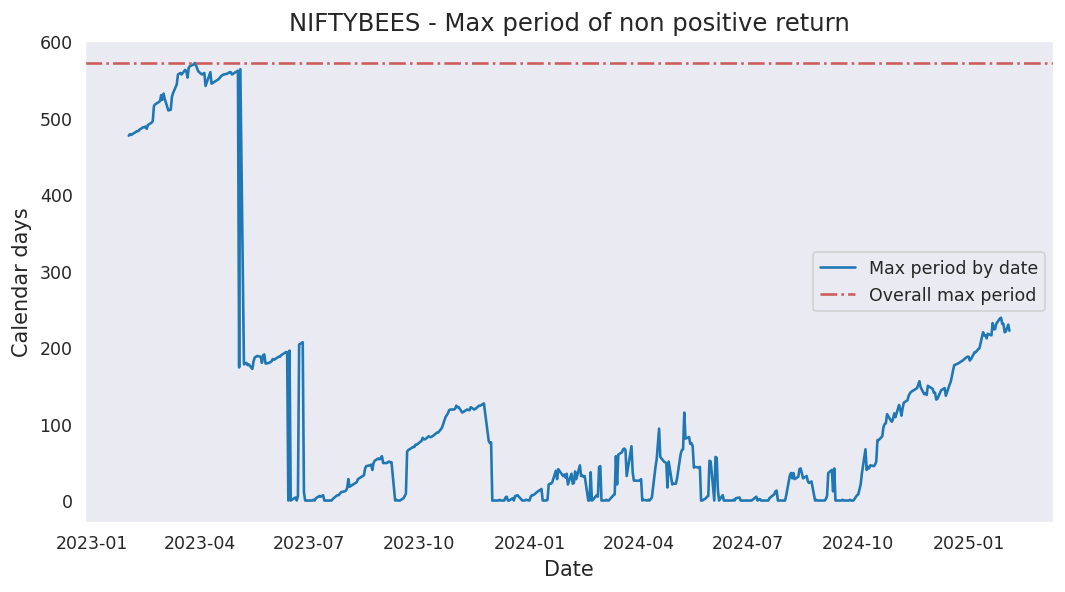 NIFTYBEES - Max period of non positive return
Calendar days
600
500
400
300
200
100
0
Max period by date
Overall max period
2023-01 2023-04 2023-07 2023-10 2024-01 2024-04 2024-07 2024-10 2025-01
Date